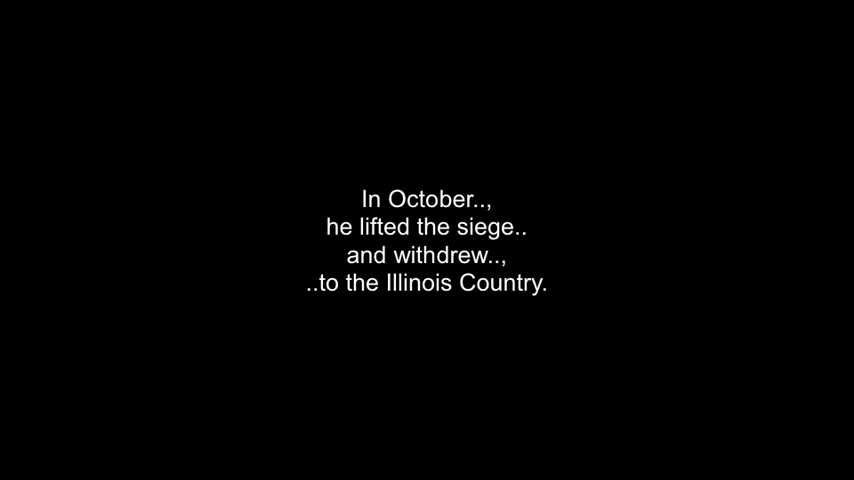 In October..,
he lifted the siege..
and withdrew..,
..to the Illinois Country.